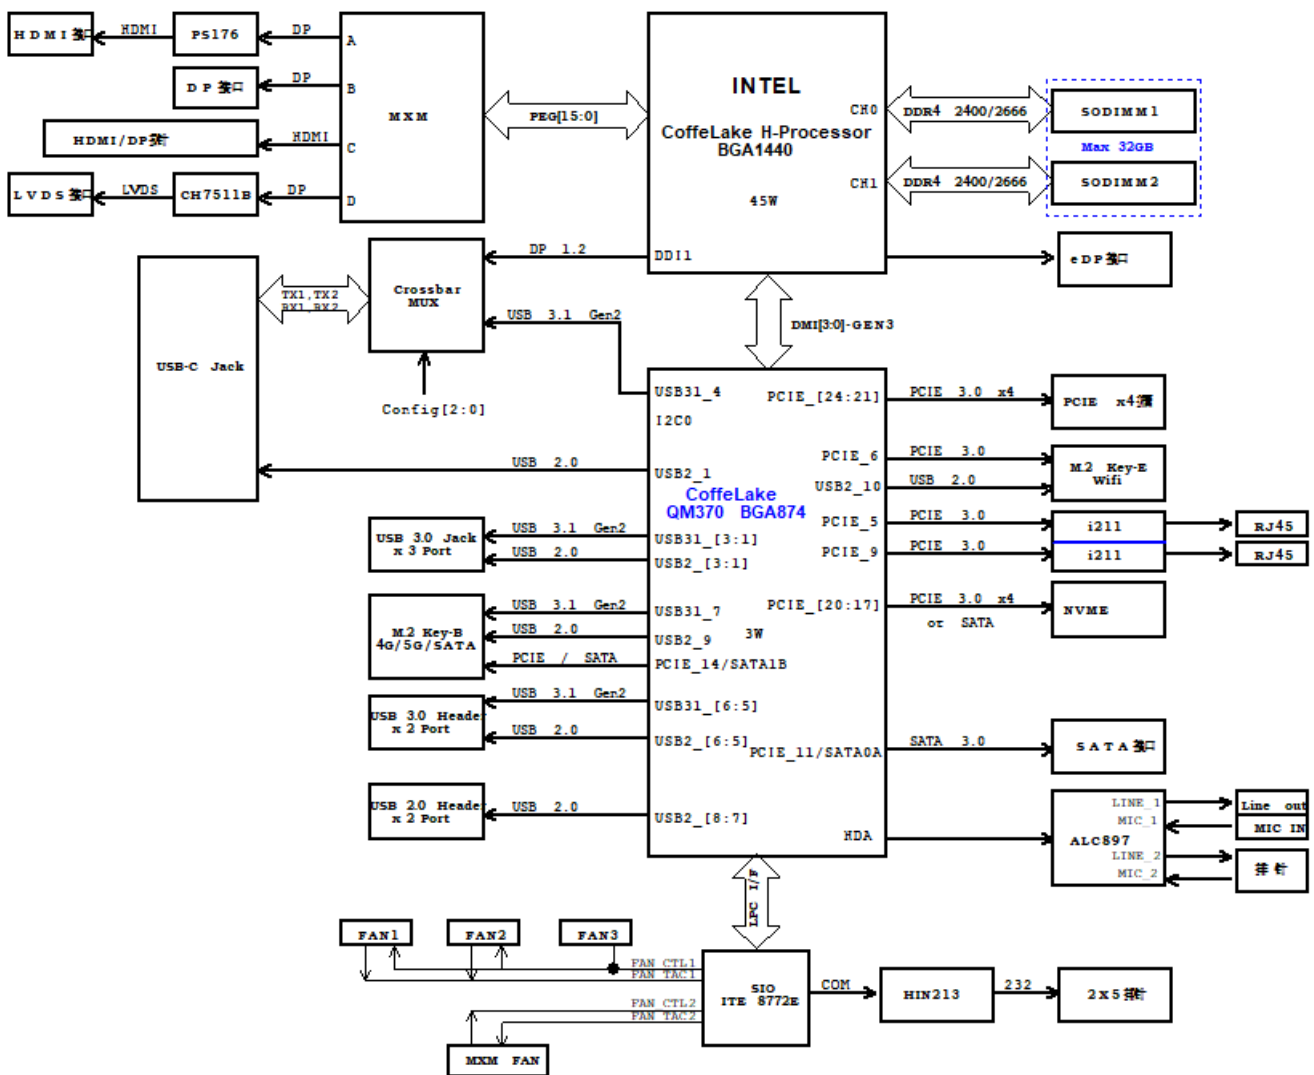 HDMI接口
HDMI
PS176
DP
A
DP接口
DP
B
MXM
HDMI/DP排针
HDMI
C
LVDS接口
LVDS
CH7511B
DP
D
PEG[15:0]
INTEL
CoffeLake H-Processor
BGA1440
45W
CH0
DDR4 2400/2666
SODIMM1
Max 32GB
CH1
DDR4 2400/2666
SODIMM2
DDI1
DP 1.2
eDP接口
USB-C Jack
TX1,TX2
RX1,RX2
Crossbar
MUX
USB 3.1 Gen2
Config[2:0]
DMI[3:0]-GEN3
USB31_4
I2C0
USB 2.0
USB2_1
CoffeLake
QM370 BGA874
3W
PCIE_[24:21]
PCIE 3.0 x4
PCIE x4插
PCIE_6
PCIE 3.0
USB2_10
USB 2.0
M.2 Key-E
Wifi
PCIE_5
PCIE 3.0
i211
RJ45
PCIE_9
PCIE 3.0
i211
RJ45
USB 3.0 Jack
x 3 Port
USB 3.1 Gen2
USB31_[3:1]
USB 2.0
USB2_[3:1]
PCIE_[20:17]
PCIE 3.0 x4
or SATA
NVME
M.2 Key-B
4G/5G/SATA
USB 3.1 Gen2
USB31_7
USB 2.0
USB2_9
PCIE / SATA
PCIE_14/SATA1B
USB 3.0 Header
x 2 Port
USB 3.1 Gen2
USB31_[6:5]
USB 2.0
USB2_[6:5]
PCIE_11/SATA0A
SATA 3.0
SATA接口
USB 2.0 Header
x 2 Port
USB 2.0
USB2_[8:7]
HDA
ALC897
LINE_1
MIC_1
LINE_2
MIC_2
Line out
MIC IN
排针
LPC I/F
FAN1
FAN2
FAN3
FAN CTL1
FAN TAC1
FAN CTL2
FAN TAC2
MXM FAN
SIO
ITE 8772E
COM
HIN213
232
2X5排针